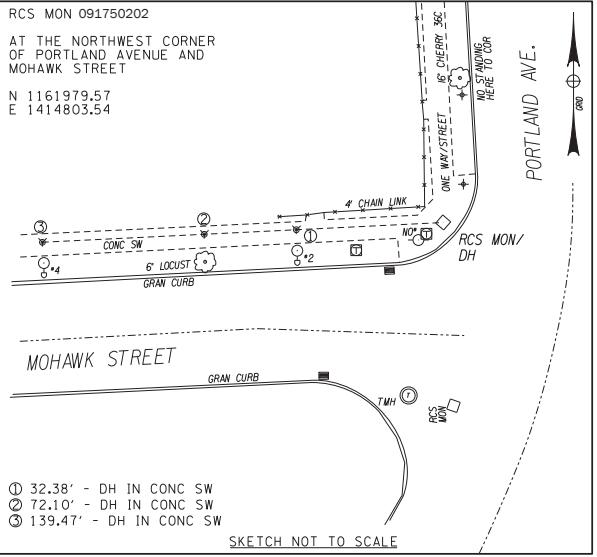 RCS MON 091750202
AT THE NORTHWEST CORNER
OF PORTLAND AVENUE AND
MOHAWK STREET
N 1161979.57
E 1414803.54
16' CHERRY 36C
NO STANDING
HERE TO COR
ONE WAY/STREET
PORTLAND AVE.
GRID
4' CHAIN LINK
③
②
①
CONC SW
NO#
T
T
RCS MON/
DH
#4
6' LOCUST
#2
GRAN CURB
MOHAWK STREET
GRAN CURB
TMH
T
RCS
MON
① 32.38' - DH IN CONC SW
② 72.10' - DH IN CONC SW
③ 139.47' - DH IN CONC SW
SKETCH NOT TO SCALE